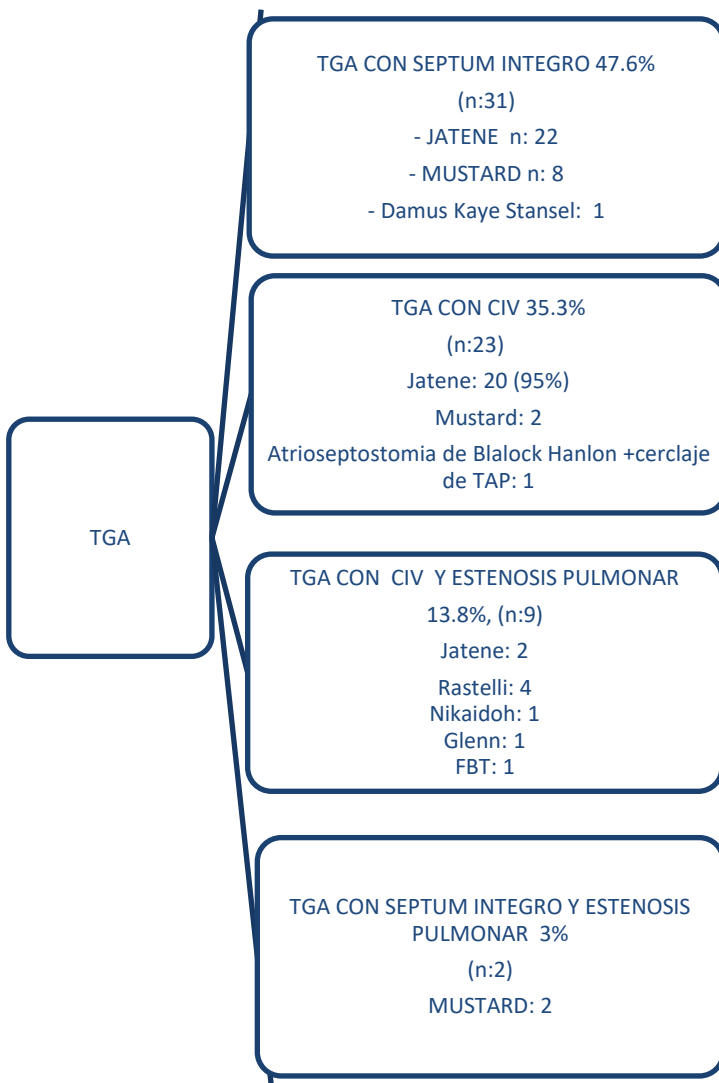 TGA CON SEPTUM INTEGRO 47.6%
(n:31)
- JATENE n: 22
- MUSTARD n: 8
- Damus Kaye Stansel: 1
TGA CON CIV 35.3%
(n:23)
Jatene: 20 (95%)
Mustard: 2
Atrioseptostomia de Blalock Hanlon +cerclaje
de TAP: 1
TGA
TGA CON CIV Y ESTENOSIS PULMONAR
13.8%, (n:9)
Jatene: 2
Rastelli: 4
Nikaidoh: 1
Glenn: 1
FBT: 1
TGA CON SEPTUM INTEGRO Y ESTENOSIS
PULMONAR 3%
(n:2)
MUSTARD: 2